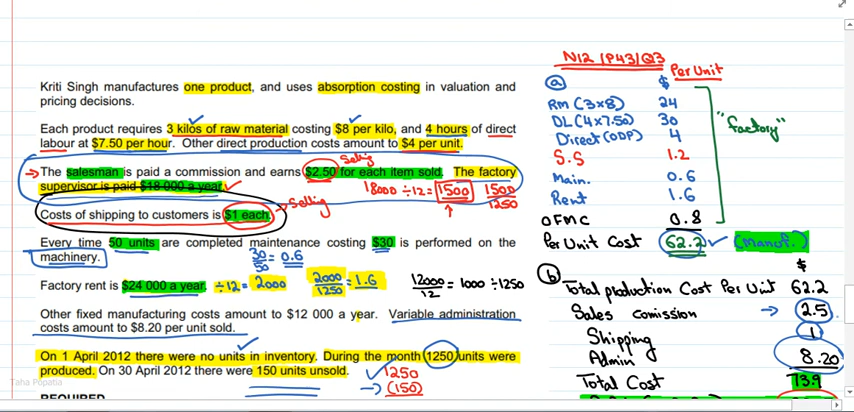 Kriti Singh manufactures one product, and uses absorption costing in valuation and
pricing decisions.
Each product requires 3 kilos of raw material costing $8 per kilo, and 4 hours of direct
labour at $7.50 per hour. Other direct production costs amount to $4 per unit.
Selling
The salesman is paid a commission and earns $2.50 for each item sold. The factory
supervisor is paid $18 000 a year.
18000 ÷ 12 = 1500
1500
1250
Costs of shipping to customers is $1 each.
Selling
Every time 50 units are completed maintenance costing $30 is performed on the
machinery.
30
50 = 0.6
Factory rent is $24 000 a year. ÷12 = 2000
2000
1250 = 1.6
12000
12 = 1000 ÷ 1250
Other fixed manufacturing costs amount to $12 000 a year. Variable administration
costs amount to $8.20 per unit sold.
On 1 April 2012 there were no units in inventory. During the month 1250 units were
produced. On 30 April 2012 there were 150 units unsold.
1250
(150)
Taha Popatia
REQUIRED
N12 1P43/Q3
Per Unit
(a) $
RM (3×8) 24
DL (4×7.50) 30
Direct (ODP) 4
S.S 1.2
Main. 0.6
Rent 1.6
OFMC 0.8
"factory"
Per Unit Cost 62.2 (Manuf.)
(b) $
Total production Cost Per Unit 62.2
Sales comission → 2.5
Shipping 1
Admin 8.20
Total Cost 73.9